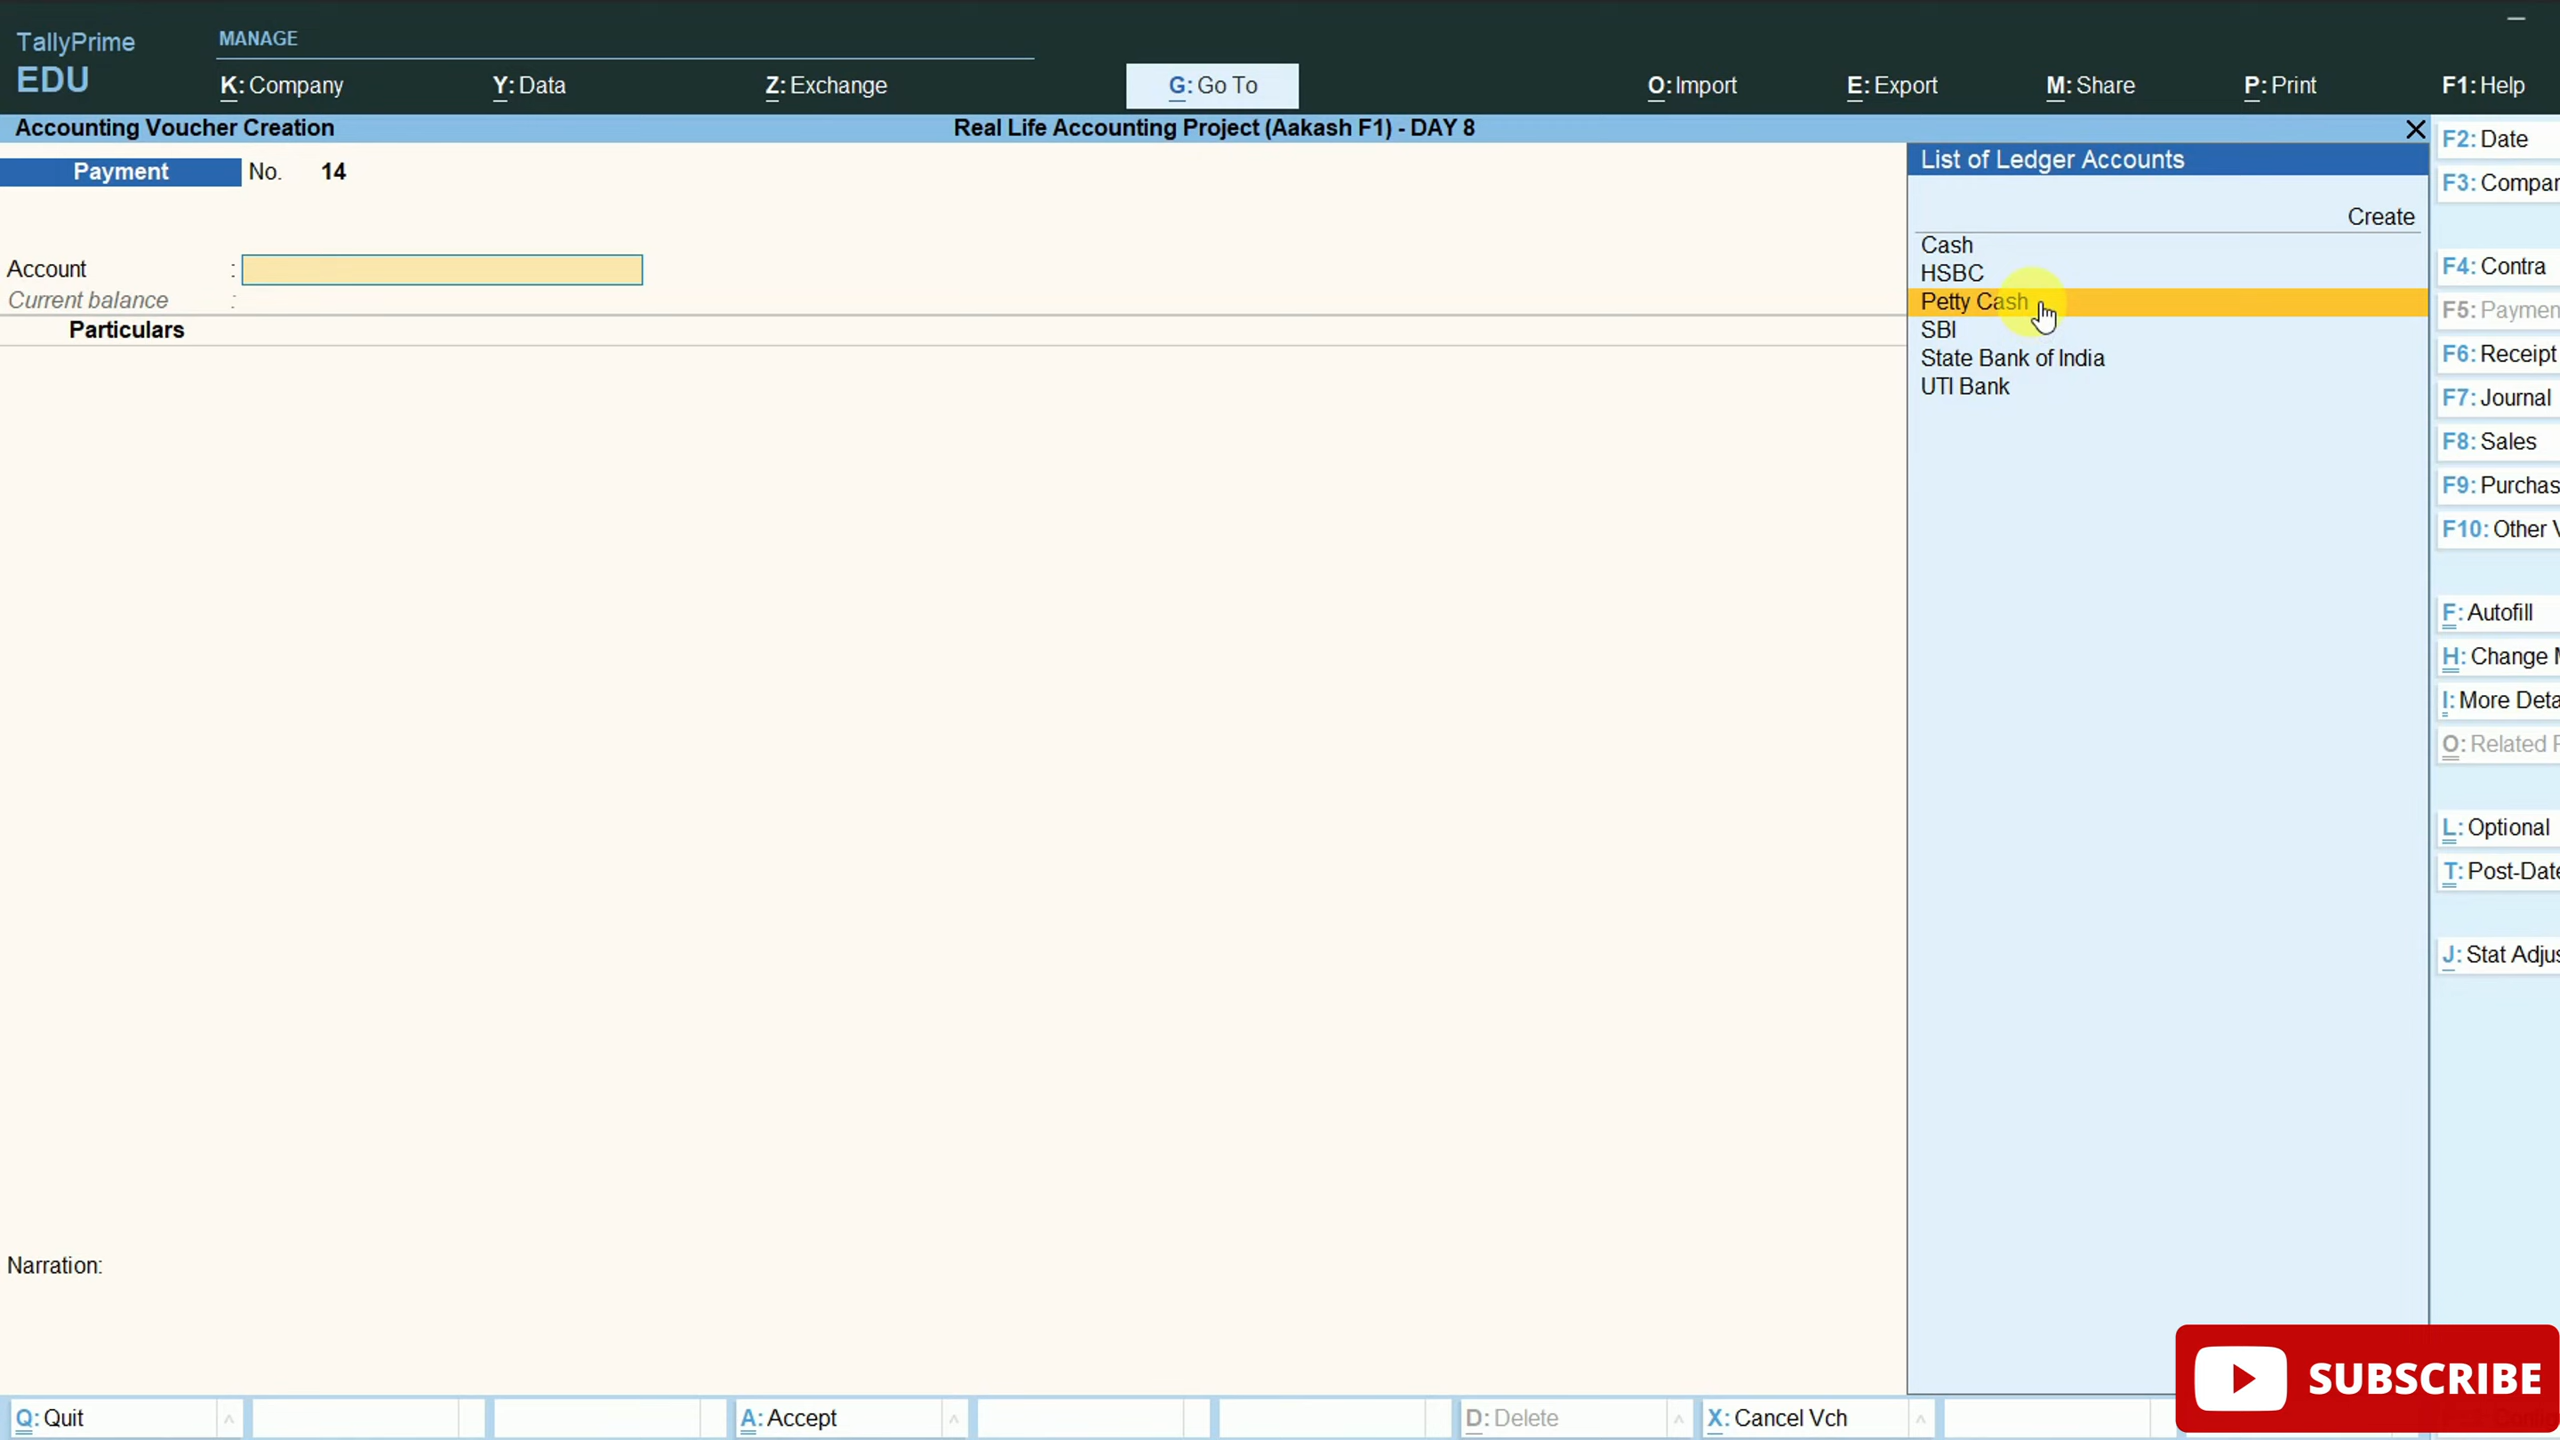 TallyPrime
EDU
MANAGE
K: Company
Y: Data
Z: Exchange
G: Go To
O: Import
E: Export
M: Share
P: Print
F1: Help
Accounting Voucher Creation
Real Life Accounting Project (Aakash F1) - DAY 8
Payment No. 14
Account :
Current balance :
Particulars
List of Ledger Accounts
Create
Cash
HSBC
Petty Cash
SBI
State Bank of India
UTI Bank
F2: Date
F3: Compan
F4: Contra
F5: Paymen
F6: Receipt
F7: Journal
F8: Sales
F9: Purchas
F10: Other V
F: Autofill
H: Change M
I: More Deta
O: Related
L: Optional
T: Post-Date
J: Stat Adjus
Narration:
SUBSCRIBE
Q: Quit
A: Accept
D: Delete
X: Cancel Vch